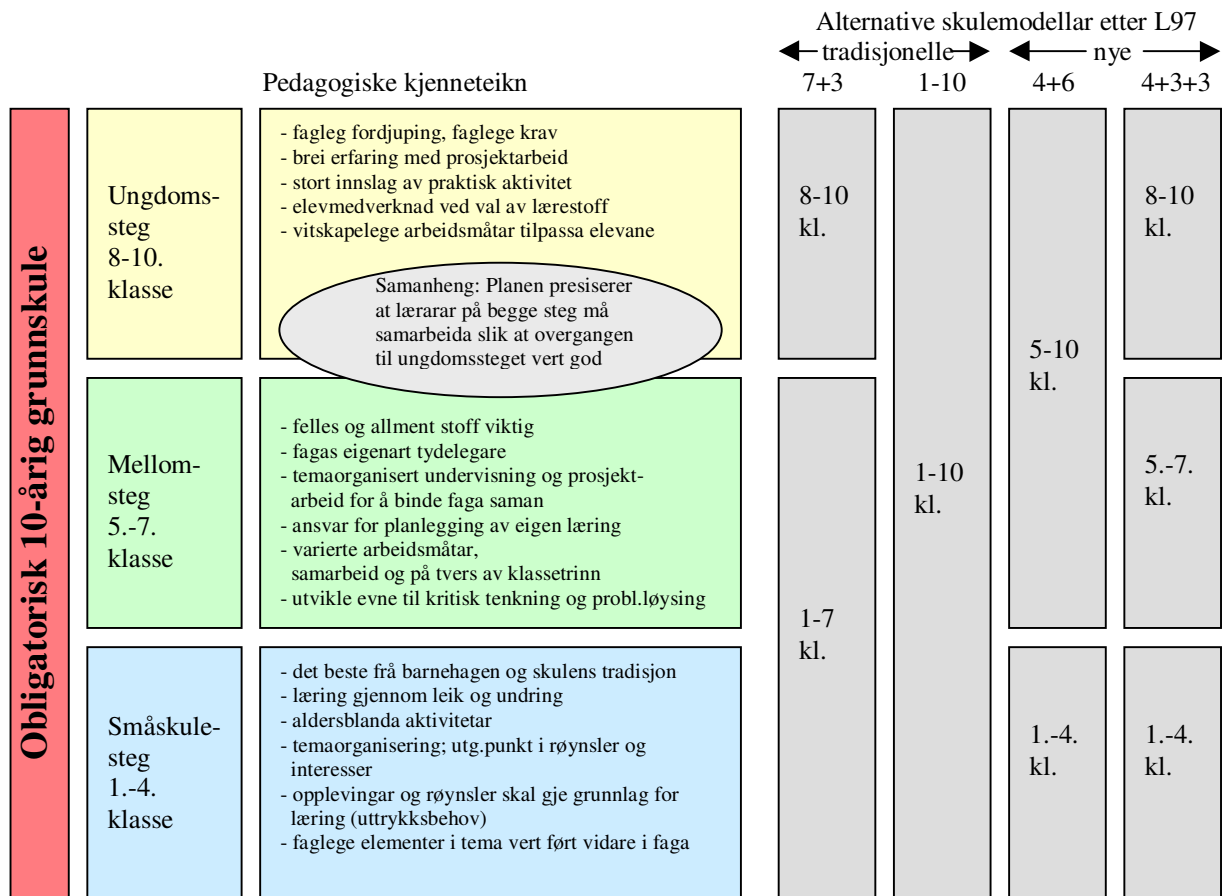 Alternative skulemodellar etter L97
tradisjonelle
nye
Pedagogiske kjenneteikn
7+3
1-10
4+6
4+3+3
Obligatorisk 10-årig grunnskule
Ungdoms-
steg
8-10.
klasse
- fagleg fordjuping, faglege krav
- brei erfaring med prosjektarbeid
- stort innslag av praktisk aktivitet
- elevmedverknad ved val av lærestoff
- vitskapelege arbeidsmåtar tilpassa elevane
Samanheng: Planen presiserer
at lærarar på begge steg må
samarbeida slik at overgangen
til ungdomssteget vert god
Mellom-
steg
5.-7.
klasse
- felles og allment stoff viktig
- fagas eigenart tydelegare
- temaorganisert undervisning og prosjekt-
arbeid for å binde faga saman
- ansvar for planlegging av eigen læring
- varierte arbeidsmåtar,
samarbeid og på tvers av klassetrinn
- utvikle evne til kritisk tenkning og probl.løysing
Småskule-
steg
1.-4.
klasse
- det beste frå barnehagen og skulens tradisjon
- læring gjennom leik og undring
- aldersblanda aktivitetar
- temaorganisering; utg.punkt i røynsler og
interesser
- opplevingar og røynsler skal gje grunnlag for
læring (uttrykksbehov)
- faglege elementer i tema vert ført vidare i faga
8-10
kl.
1-7
kl.
1-10
kl.
5-10
kl.
1.-4.
kl.
8-10
kl.
5.-7.
kl.
1.-4.
kl.